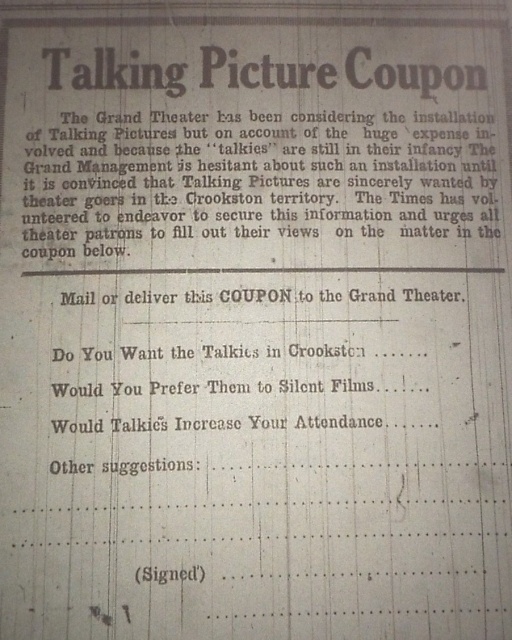 Talking Picture Coupon
The Grand Theater has been considering the installation
of Talking Pictures but on account of the huge expense in-
volved and because the "talkies" are still in their infancy The
Grand Management is hesitant about such an installation until
it is convinced that Talking Pictures are sincerely wanted by
theater goers in the Crookston territory. The Times has vol-
unteered to endeavor to secure this information and urges all
theater patrons to fill out their views on the matter in the
coupon below.
Mail or deliver this COUPON to the Grand Theater.
Do You Want the Talkies in Crookston .......
Would You Prefer Them to Silent Films.......
Would Talkies Increase Your Attendance.......
Other suggestions: ........................................
................................................................
................................................................
(Signed) ........................................
........................................